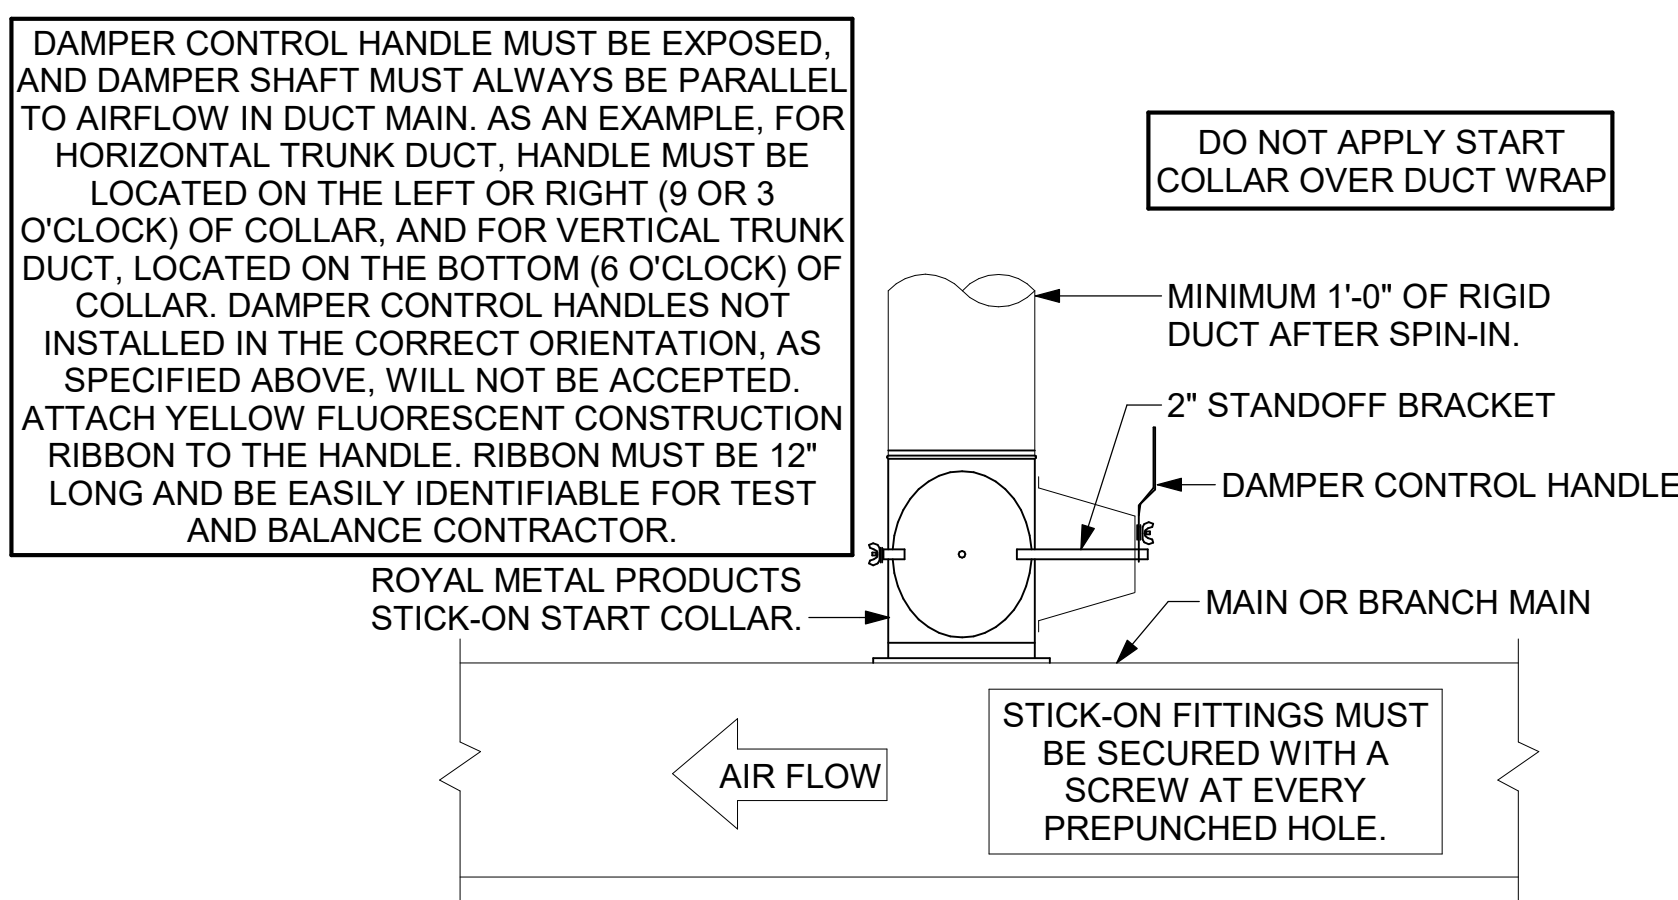 DAMPER CONTROL HANDLE MUST BE EXPOSED,
AND DAMPER SHAFT MUST ALWAYS BE PARALLEL
TO AIRFLOW IN DUCT MAIN. AS AN EXAMPLE, FOR
HORIZONTAL TRUNK DUCT, HANDLE MUST BE
LOCATED ON THE LEFT OR RIGHT (9 OR 3
O'CLOCK) OF COLLAR, AND FOR VERTICAL TRUNK
DUCT, LOCATED ON THE BOTTOM (6 O'CLOCK) OF
COLLAR. DAMPER CONTROL HANDLES NOT
INSTALLED IN THE CORRECT ORIENTATION, AS
SPECIFIED ABOVE, WILL NOT BE ACCEPTED.
ATTACH YELLOW FLUORESCENT CONSTRUCTION
RIBBON TO THE HANDLE. RIBBON MUST BE 12"
LONG AND BE EASILY IDENTIFIABLE FOR TEST
AND BALANCE CONTRACTOR.
DO NOT APPLY START
COLLAR OVER DUCT WRAP
MINIMUM 1'-0" OF RIGID
DUCT AFTER SPIN-IN.
2" STANDOFF BRACKET
DAMPER CONTROL HANDLE
ROYAL METAL PRODUCTS
STICK-ON START COLLAR.
MAIN OR BRANCH MAIN
STICK-ON FITTINGS MUST
BE SECURED WITH A
SCREW AT EVERY
PREPUNCHED HOLE.
AIR FLOW